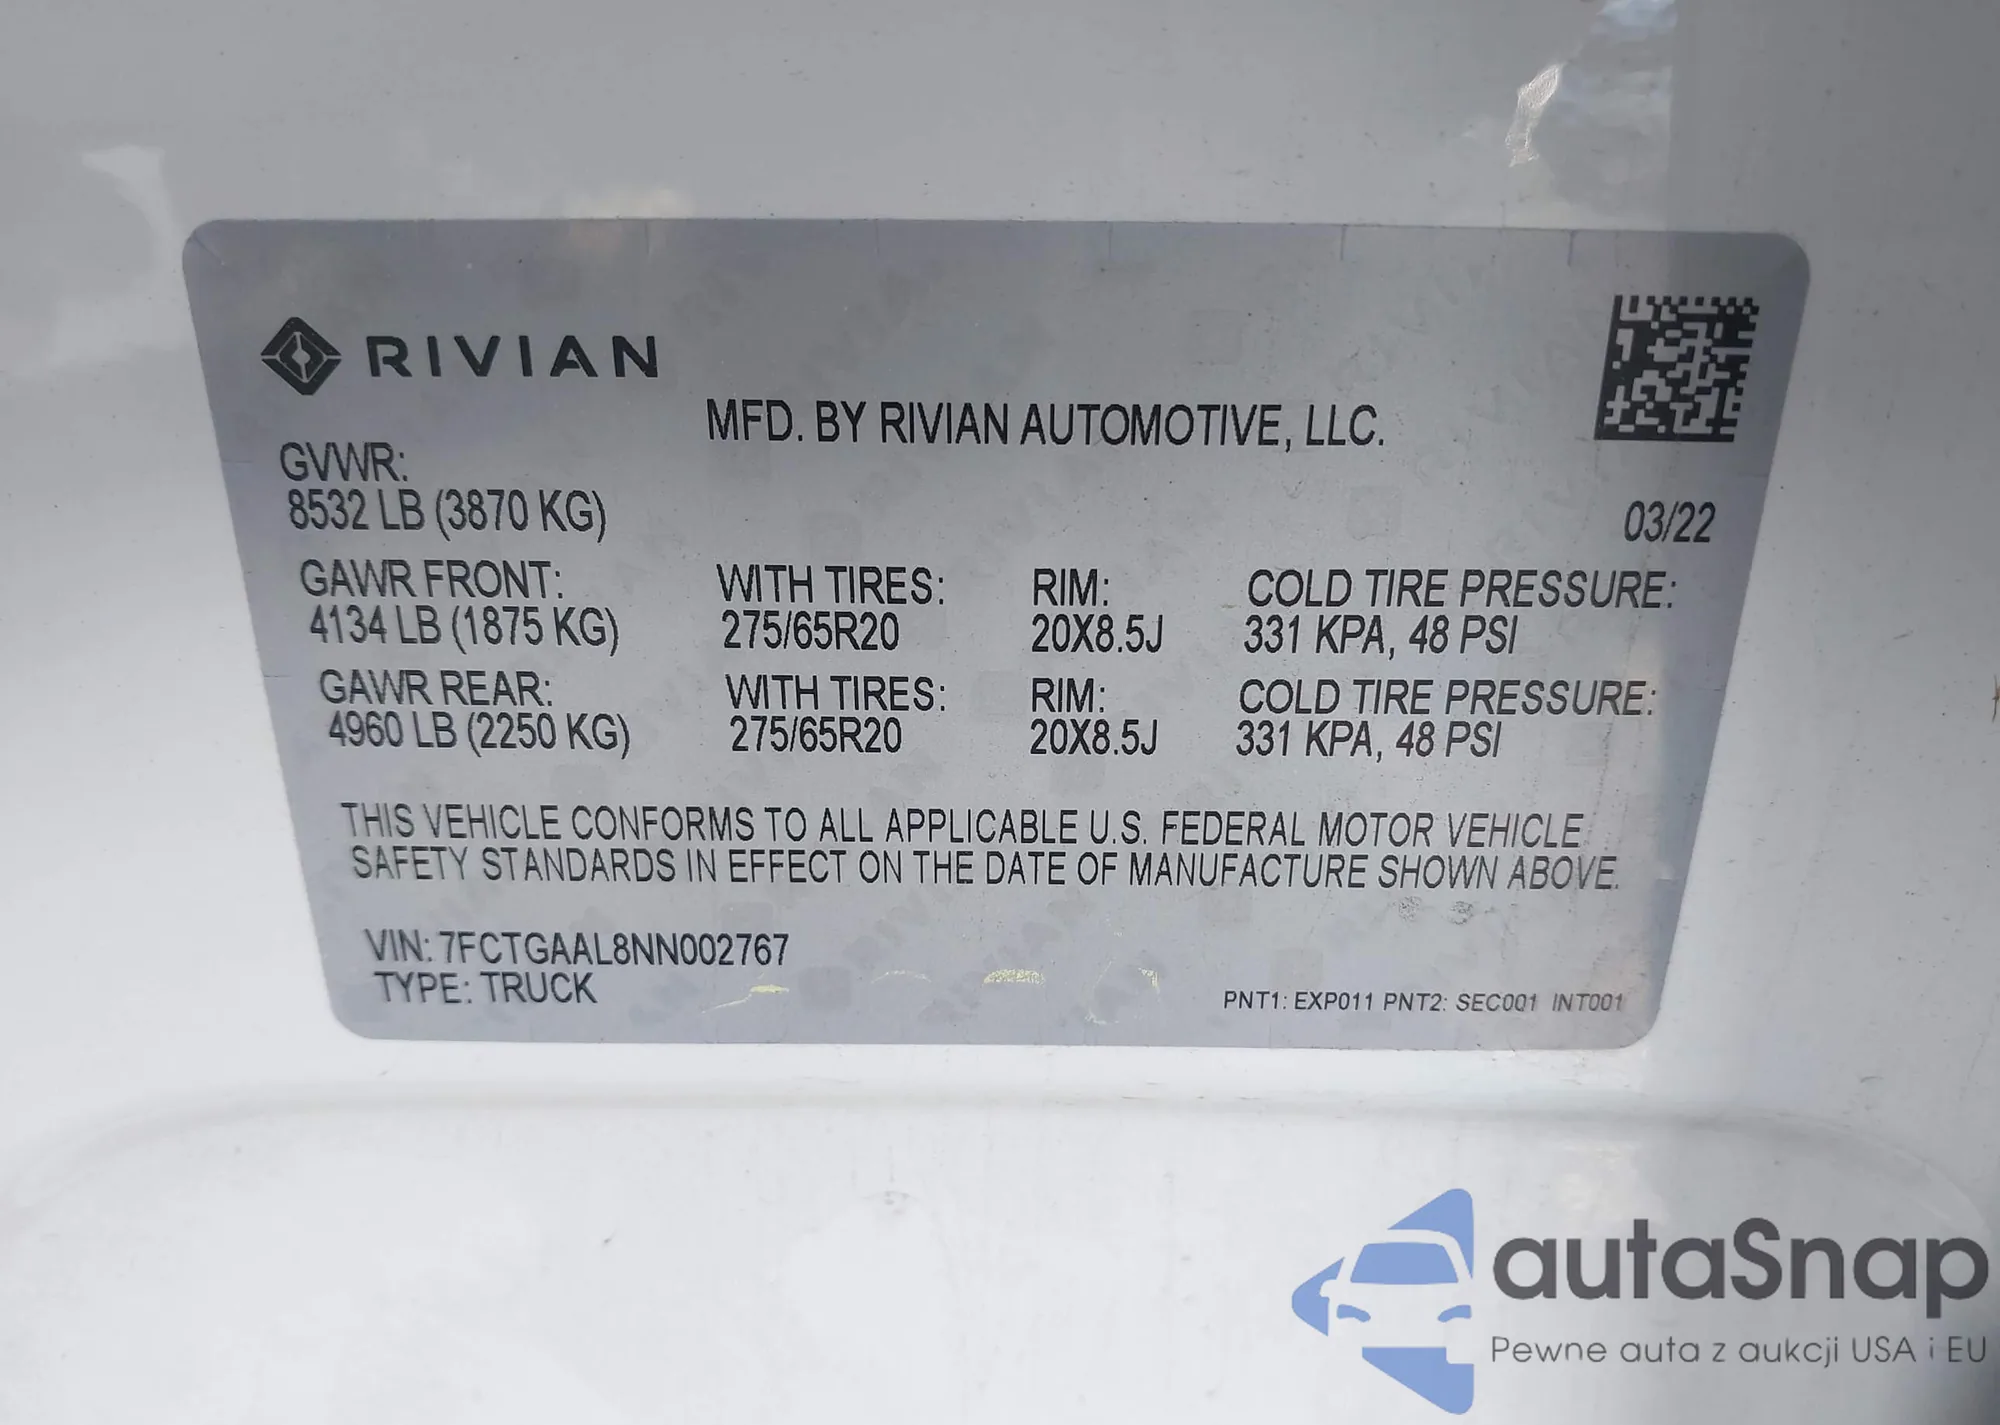 RIVIAN
MFD. BY RIVIAN AUTOMOTIVE, LLC.
GVWR:
8532 LB (3870 KG)
03/22
GAWR FRONT: WITH TIRES: RIM: COLD TIRE PRESSURE:
4134 LB (1875 KG) 275/65R20 20X8.5J 331 KPA, 48 PSI
GAWR REAR: WITH TIRES: RIM: COLD TIRE PRESSURE:
4960 LB (2250 KG) 275/65R20 20X8.5J 331 KPA, 48 PSI
THIS VEHICLE CONFORMS TO ALL APPLICABLE U.S. FEDERAL MOTOR VEHICLE
SAFETY STANDARDS IN EFFECT ON THE DATE OF MANUFACTURE SHOWN ABOVE.
VIN: 7FCTGAAL8NN002767
TYPE: TRUCK
PNT1: EXP011 PNT2: SEC001 INT001
autaSnap
Pewne auta z aukcji USA i EU